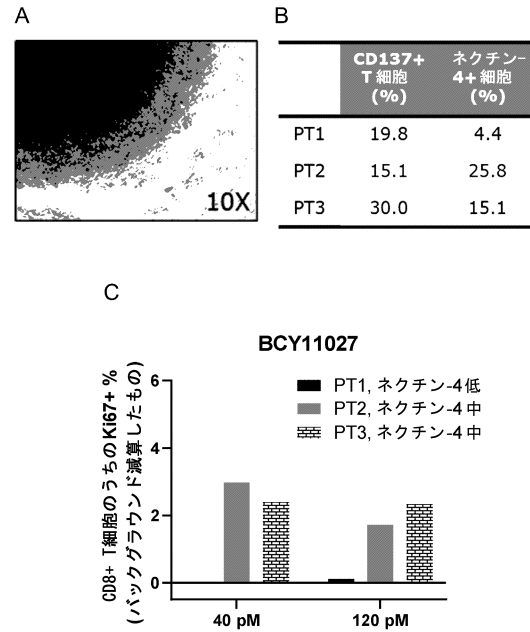 A
10X
B
CD137+ ネクチン-
T 細胞 4+細胞
(%) (%)
PT1 19.8 4.4
PT2 15.1 25.8
PT3 30.0 15.1
C
BCY11027
CD8+ T細胞のうちのKi67+ %
(バックグラウンド減算したもの)
6
4
2
0
PT1, ネクチン-4低
PT2, ネクチン-4中
PT3, ネクチン-4中
40 pM 120 pM